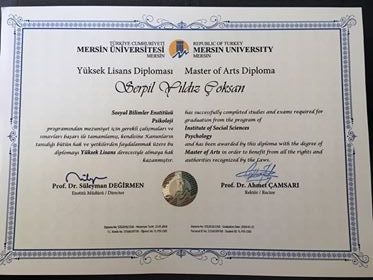 TÜRKİYE CUMHURİYETİ
MERSİN ÜNİVERSİTESİ
MERSİN
REPUBLIC OF TURKEY
MERSIN UNIVERSITY
MERSIN
Yüksek Lisans Diploması
Master of Arts Diploma
Serpil Yıldız Çoksan
Sosyal Bilimler Enstitüsü
Psikoloji
programından mezuniyet için gerekli çalışmaları ve
sınavları başarı ile tamamlamış, kendisine Kanunların
tanıdığı bütün hak ve yetkilerden faydalanmak üzere bu
diplomayı Yüksek Lisans derecesiyle almaya hak
kazanmıştır.
has successfully completed studies and exams required for
graduation from the program of
Institute of Social Sciences
Psychology
and has been awarded by this diploma with the degree of
Master of Arts in order to benefit from all the rights and
authorities recognized by the Laws.
Prof. Dr. Süleyman DEĞİRMEN
Enstitü Müdürü / Director
Prof. Dr. Ahmet ÇAMSARI
Rektör / Rector